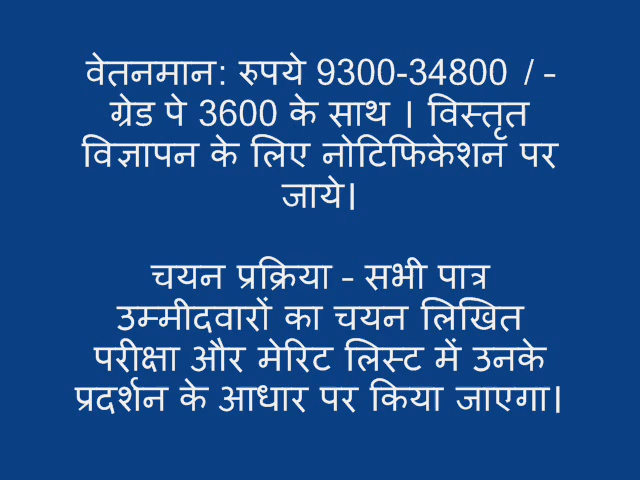 वेतनमान: रुपये 9300-34800 / –
ग्रेड पे 3600 के साथ । विस्तृत
विज्ञापन के लिए नोटिफिकेशन पर
जाये।
चयन प्रक्रिया – सभी पात्र
उम्मीदवारों का चयन लिखित
परीक्षा और मेरिट लिस्ट में उनके
प्रदर्शन के आधार पर किया जाएगा।